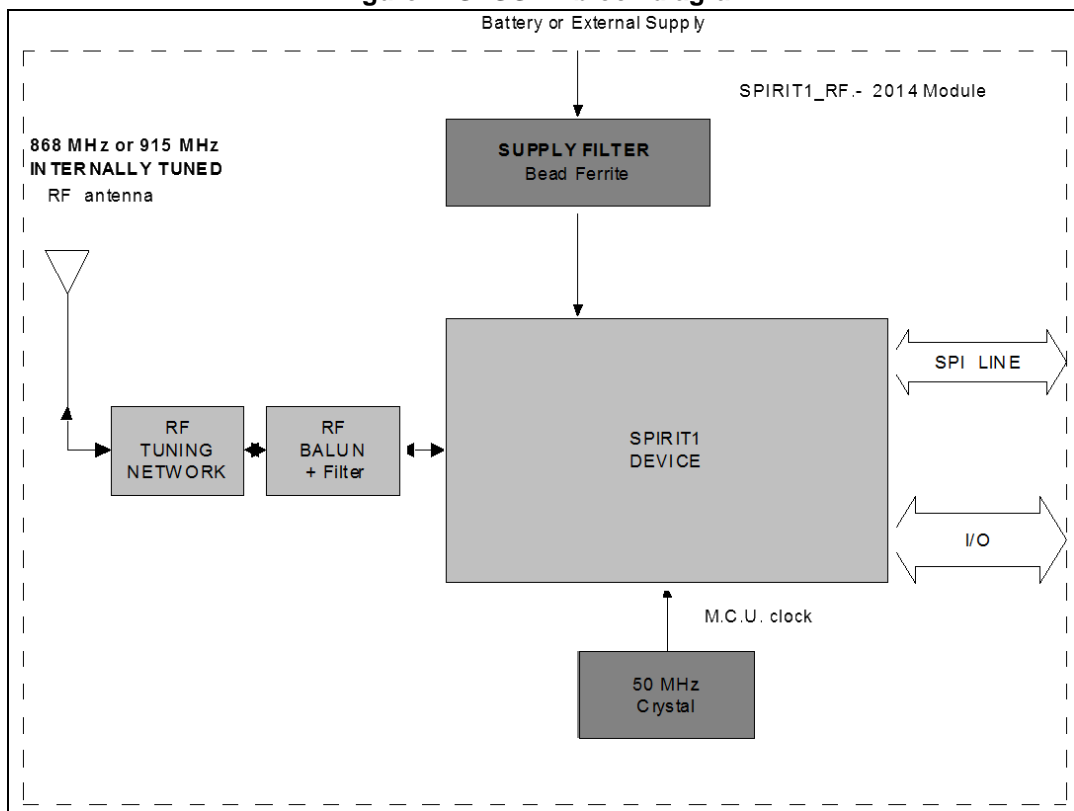 Battery or External Supply
SPIRIT1_RF.- 2014 Module
868 MHz or 915 MHz
INTERNALLY TUNED
RF antenna
SUPPLY FILTER
Bead Ferrite
RF
TUNING
NETWORK
RF
BALUN
+ Filter
SPIRIT1
DEVICE
SPI LINE
I/O
M.C.U. clock
50 MHz
Crystal